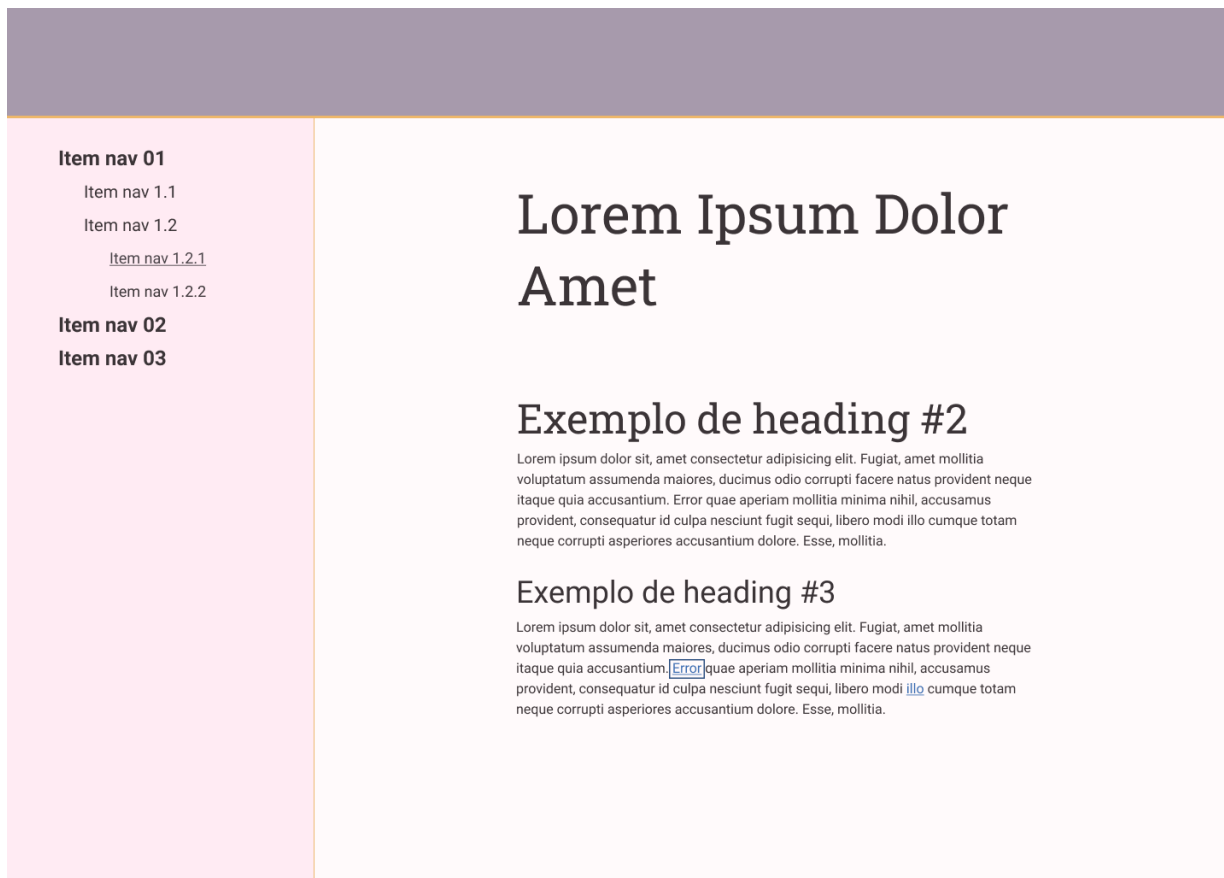 Item nav 01
Item nav 1.1
Item nav 1.2
Item nav 1.2.1
Item nav 1.2.2
Item nav 02
Item nav 03
Lorem Ipsum Dolor
Amet
Exemplo de heading #2
Lorem ipsum dolor sit, amet consectetur adipisicing elit. Fugiat, amet mollitia
voluptatum assumenda maiores, ducimus odio corrupti facere natus provident neque
itaque quia accusantium. Error quae aperiam mollitia minima nihil, accusamus
provident, consequatur id culpa nesciunt fugit sequi, libero modi illo cumque totam
neque corrupti asperiores accusantium dolore. Esse, mollitia.
Exemplo de heading #3
Lorem ipsum dolor sit, amet consectetur adipisicing elit. Fugiat, amet mollitia
voluptatum assumenda maiores, ducimus odio corrupti facere natus provident neque
itaque quia accusantium. Error quae aperiam mollitia minima nihil, accusamus
provident, consequatur id culpa nesciunt fugit sequi, libero modi illo cumque totam
neque corrupti asperiores accusantium dolore. Esse, mollitia.